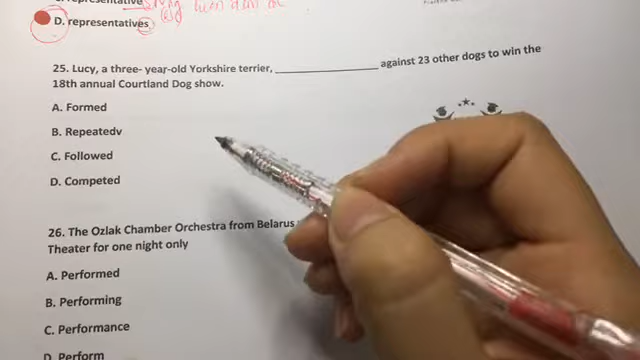 D. representatives
25. Lucy, a three- year-old Yorkshire terrier, ____________________ against 23 other dogs to win the
18th annual Courtland Dog show.
A. Formed
B. Repeatedv
C. Followed
D. Competed
26. The Ozlak Chamber Orchestra from Belarus
Theater for one night only
A. Performed
B. Performing
C. Performance
D. Perform